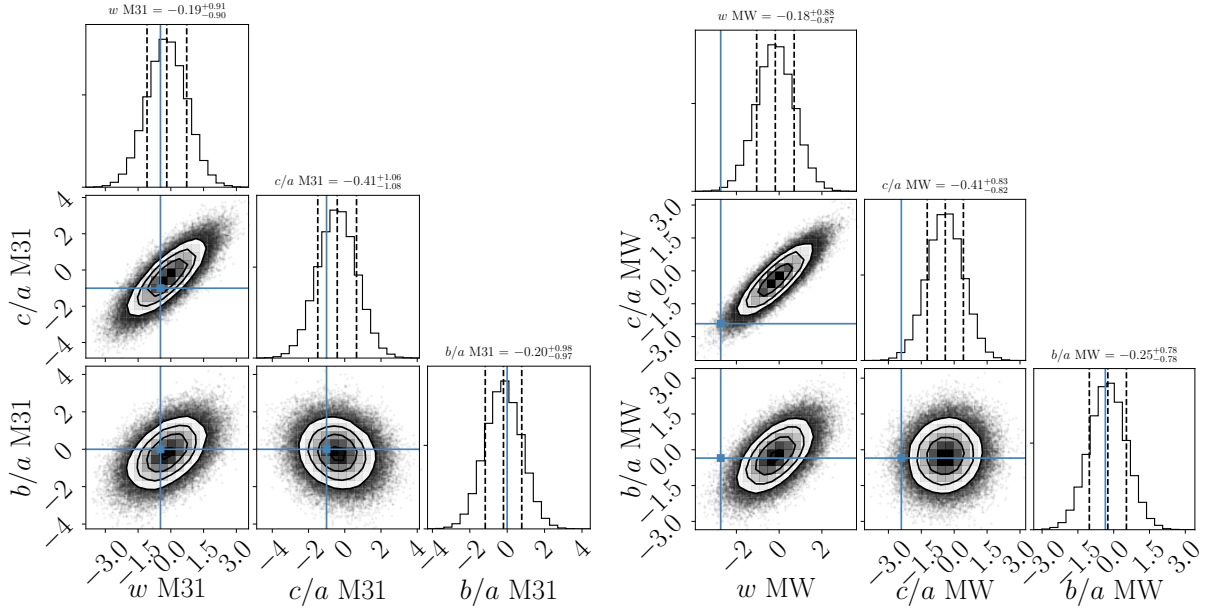 w M31 = −0.19 +0.91 −0.90
c/a M31 = −0.41 +1.06 −1.08
b/a M31 = −0.20 +0.98 −0.97
c/a M31
4
2
0
−2
−4
b/a M31
4
2
0
−2
−4
−3.0 −1.5 0.0 1.5 3.0
−4 −2 0 2 4
−4 −2 0 2 4
w M31
c/a M31
b/a M31
w MW = −0.18 +0.88 −0.87
c/a MW = −0.41 +0.83 −0.82
b/a MW = −0.25 +0.78 −0.78
c/a MW
3.0
1.5
0.0
−1.5
−3.0
b/a MW
3.0
1.5
0.0
−1.5
−3.0
−2 0 2
−3.0 −1.5 0.0 1.5 3.0
−3.0 −1.5 0.0 1.5 3.0
w MW
c/a MW
b/a MW